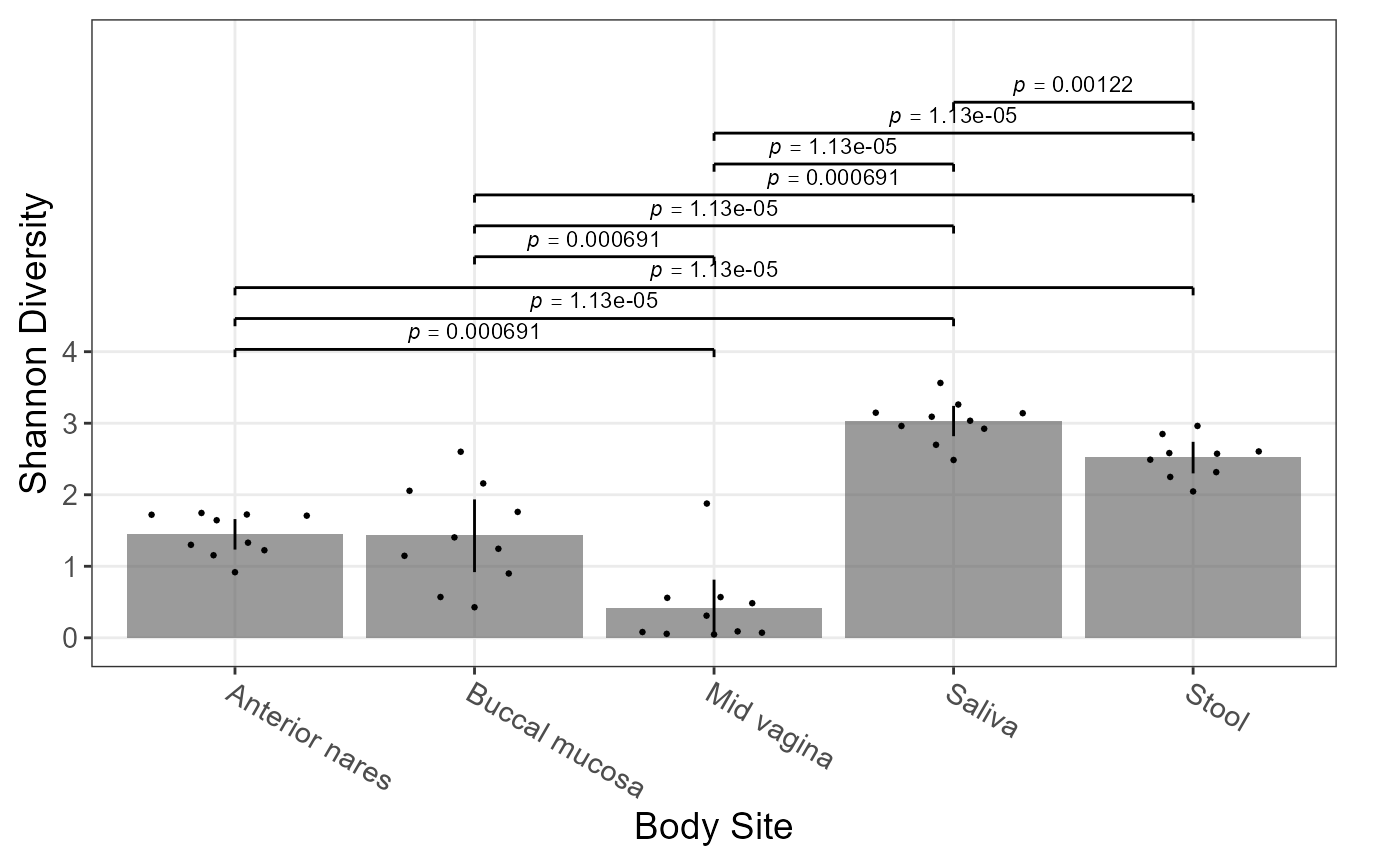 p = 0.00122
p = 1.13e-05
p = 1.13e-05
p = 0.000691
p = 1.13e-05
p = 0.000691
p = 1.13e-05
p = 1.13e-05
p = 0.000691
Shannon Diversity
4
3
2
1
0
Anterior nares
Buccal mucosa
Mid vagina
Saliva
Stool
Body Site